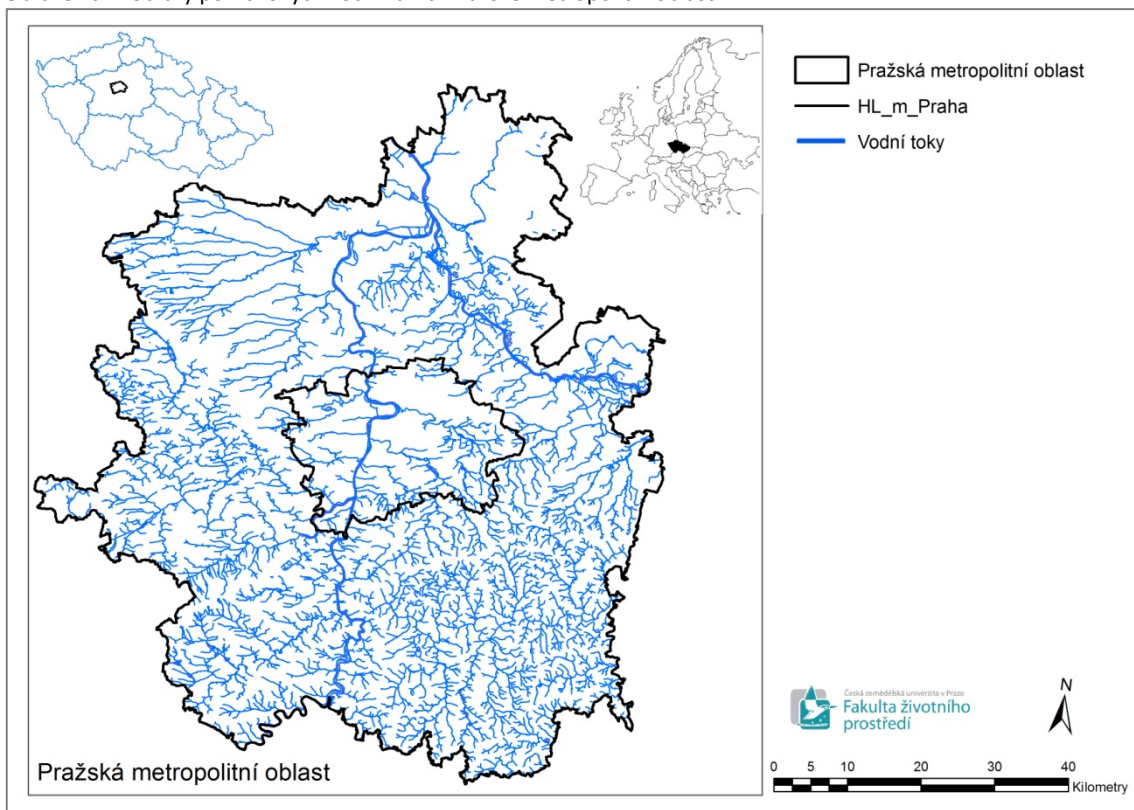 Pražská metropolitní oblast
HL_m_Praha
Vodní toky
Česká zemědělská univerzita v Praze
Fakulta životního
prostředí
N
0 5 10 20 30 40
Kilometry
Pražská metropolitní oblast